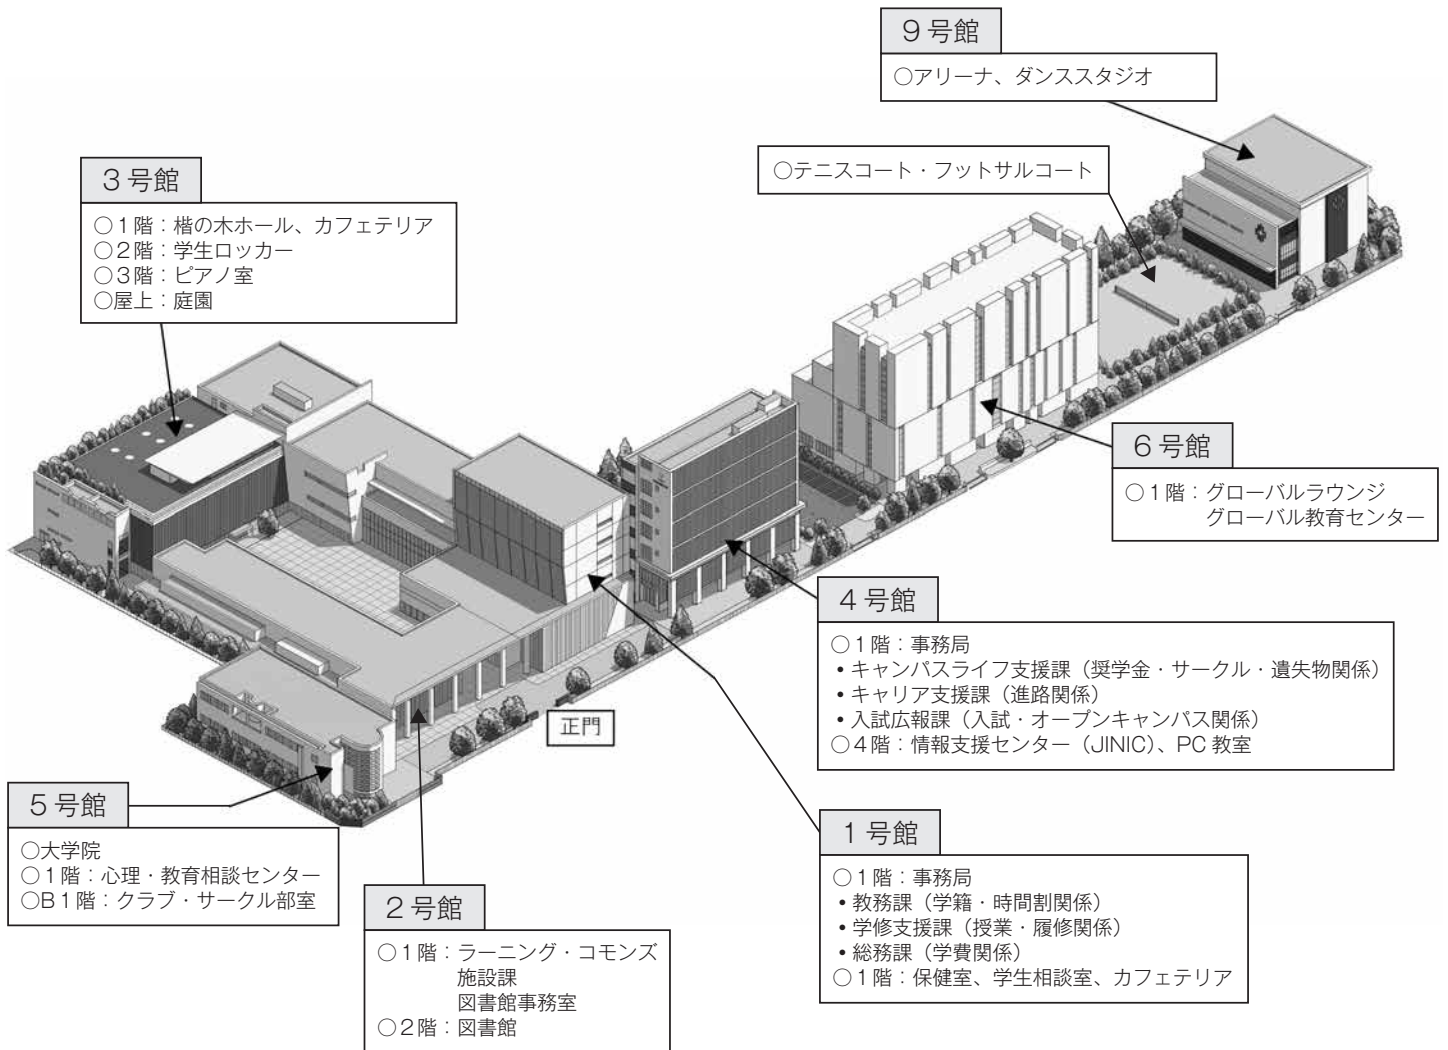 9号館
○アリーナ、ダンススタジオ
○テニスコート・フットサルコート
3号館
○1階：楷の木ホール、カフェテリア
○2階：学生ロッカー
○3階：ピアノ室
○屋上：庭園
6号館
○1階：グローバルラウンジ
グローバル教育センター
4号館
○1階：事務局
•キャンパスライフ支援課（奨学金・サークル・遺失物関係）
•キャリア支援課（進路関係）
•入試広報課（入試・オープンキャンパス関係）
○4階：情報支援センター（JINIC）、PC 教室
正門
5号館
○大学院
○1階：心理・教育相談センター
○B1階：クラブ・サークル部室
2号館
○1階：ラーニング・コモンズ
施設課
図書館事務室
○2階：図書館
1号館
○1階：事務局
•教務課（学籍・時間割関係）
•学修支援課（授業・履修関係）
•総務課（学費関係）
○1階：保健室、学生相談室、カフェテリア